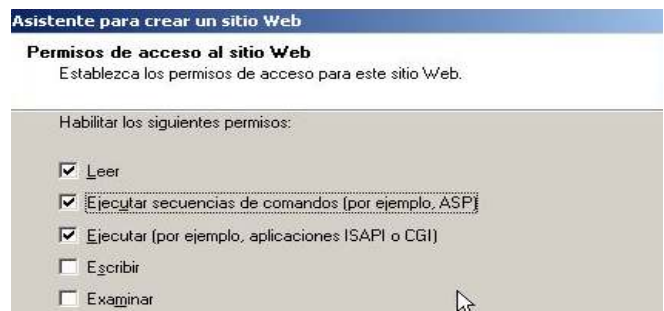 Asistente para crear un sitio Web
Permisos de acceso al sitio Web
Establezca los permisos de acceso para este sitio Web.
Habilitar los siguientes permisos:
Leer
Ejecutar secuencias de comandos (por ejemplo, ASP)
Ejecutar (por ejemplo, aplicaciones ISAPI o CGI)
Escribir
Examinar